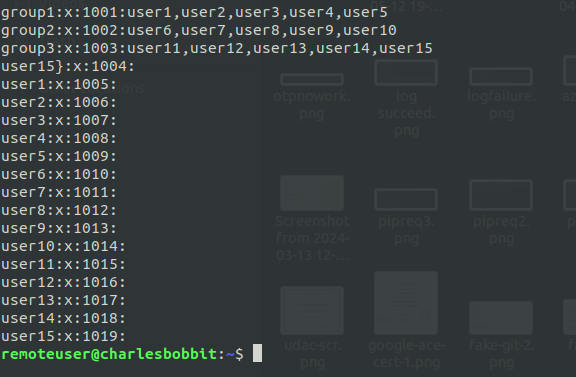 group1:x:1001:user1,user2,user3,user4,user5
group2:x:1002:user6,user7,user8,user9,user10
group3:x:1003:user11,user12,user13,user14,user15
user15}:x:1004:
user1:x:1005:
user2:x:1006:
user3:x:1007:
user4:x:1008:
user5:x:1009:
user6:x:1010:
user7:x:1011:
user8:x:1012:
user9:x:1013:
user10:x:1014:
user11:x:1015:
user12:x:1016:
user13:x:1017:
user14:x:1018:
user15:x:1019:
remoteuser@charlesbobbit:~$
otpnowork.
png
log
succeed.
png
logfailure.
png
Screenshot
from 2024-
03-13 12-...
pipreq3.
png
pipreq2.
png
udac-scr.
png
google-ace-
cert-1.png
fake-git-2.
png